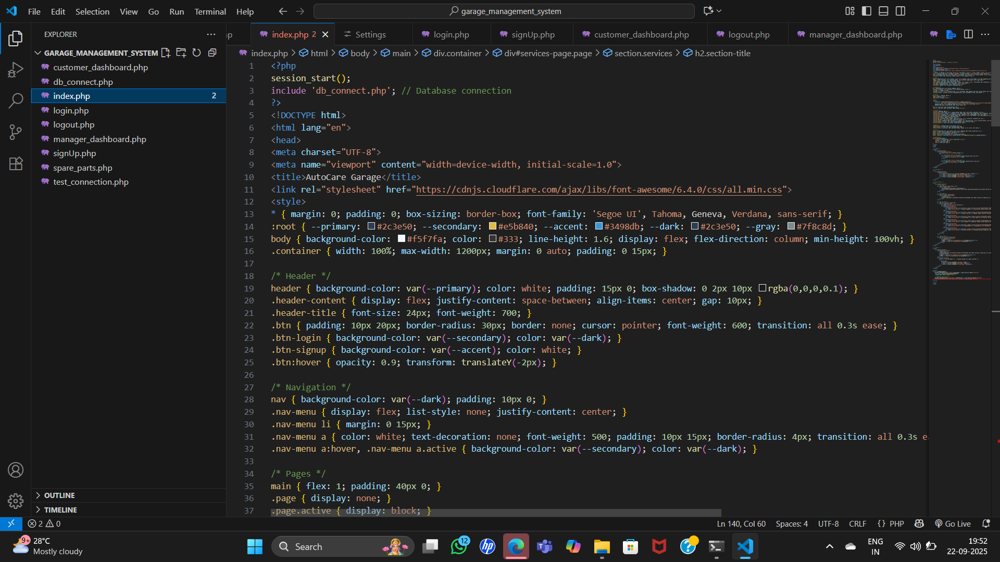 File Edit Selection View Go Run Terminal Help
garage_management_system
EXPLORER
GARAGE_MANAGEMENT_SYSTEM
customer_dashboard.php
db_connect.php
index.php 2
login.php
logout.php
manager_dashboard.php
signUp.php
spare_parts.php
test_connection.php
OUTLINE
TIMELINE
index.php 2 Settings login.php signUp.php customer_dashboard.php logout.php manager_dashboard.php
index.php > html > body > main > div.container > div#services-page.page > section.services > h2.section-title
1 <?php
2 session_start();
3 include 'db_connect.php'; // Database connection
4 ?>
5 <!DOCTYPE html>
6 <html lang="en">
7 <head>
8 <meta charset="UTF-8">
9 <meta name="viewport" content="width=device-width, initial-scale=1.0">
10 <title>AutoCare Garage</title>
11 <link rel="stylesheet" href="https://cdnjs.cloudflare.com/ajax/libs/font-awesome/6.4.0/css/all.min.css">
12 <style>
13 * { margin: 0; padding: 0; box-sizing: border-box; font-family: 'Segoe UI', Tahoma, Geneva, Verdana, sans-serif; }
14 :root { --primary: #2c3e50; --secondary: #e5b840; --accent: #3498db; --dark: #2c3e50; --gray: #7f8c8d; }
15 body { background-color: #f5f7fa; color: #333; line-height: 1.6; display: flex; flex-direction: column; min-height: 100vh; }
16 .container { width: 100%; max-width: 1200px; margin: 0 auto; padding: 0 15px; }
17
18 /* Header */
19 header { background-color: var(--primary); color: white; padding: 15px 0; box-shadow: 0 2px 10px rgba(0,0,0,0.1); }
20 .header-content { display: flex; justify-content: space-between; align-items: center; gap: 10px; }
21 .header-title { font-size: 24px; font-weight: 700; }
22 .btn { padding: 10px 20px; border-radius: 30px; border: none; cursor: pointer; font-weight: 600; transition: all 0.3s ease; }
23 .btn-login { background-color: var(--secondary); color: var(--dark); }
24 .btn-signup { background-color: var(--accent); color: white; }
25 .btn:hover { opacity: 0.9; transform: translateY(-2px); }
26
27 /* Navigation */
28 nav { background-color: var(--dark); padding: 10px 0; }
29 .nav-menu { display: flex; list-style: none; justify-content: center; }
30 .nav-menu li { margin: 0 15px; }
31 .nav-menu a { color: white; text-decoration: none; font-weight: 500; padding: 10px 15px; border-radius: 4px; transition: all 0.3s e
32 .nav-menu a:hover, .nav-menu a.active { background-color: var(--secondary); color: var(--dark); }
33
34 /* Pages */
35 main { flex: 1; padding: 40px 0; }
36 .page { display: none; }
37 .page.active { display: block; }
2 0
Ln 140, Col 60 Spaces: 4 UTF-8 CRLF {} PHP Go Live
9+ 28°C
Mostly cloudy
Search
12
ENG
IN
19:52
22-09-2025